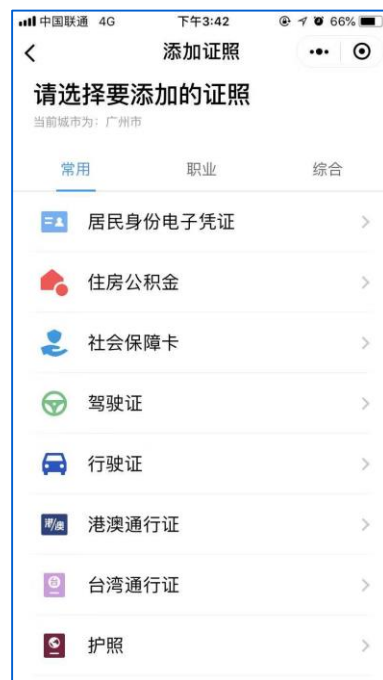 中国联通 4G 下午3:42 66%
添加证照
请选择要添加的证照
当前城市为：广州市
常用 职业 综合
居民身份电子凭证
住房公积金
社会保障卡
驾驶证
行驶证
港/澳 港澳通行证
台 台湾通行证
护照